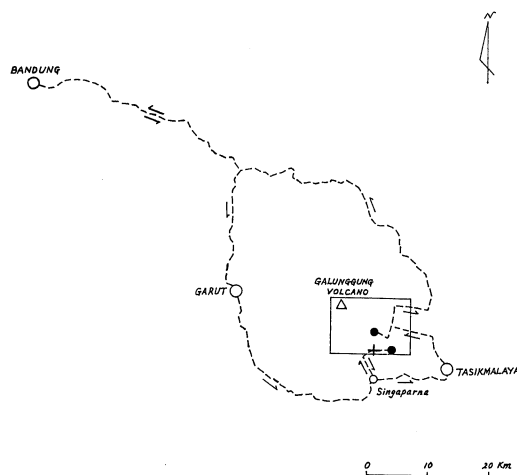 N
BANDUNG
GALUNGGUNG
VOLCANO
GARUT
TASIKMALAYA
Singaparna
0 10 20 Km